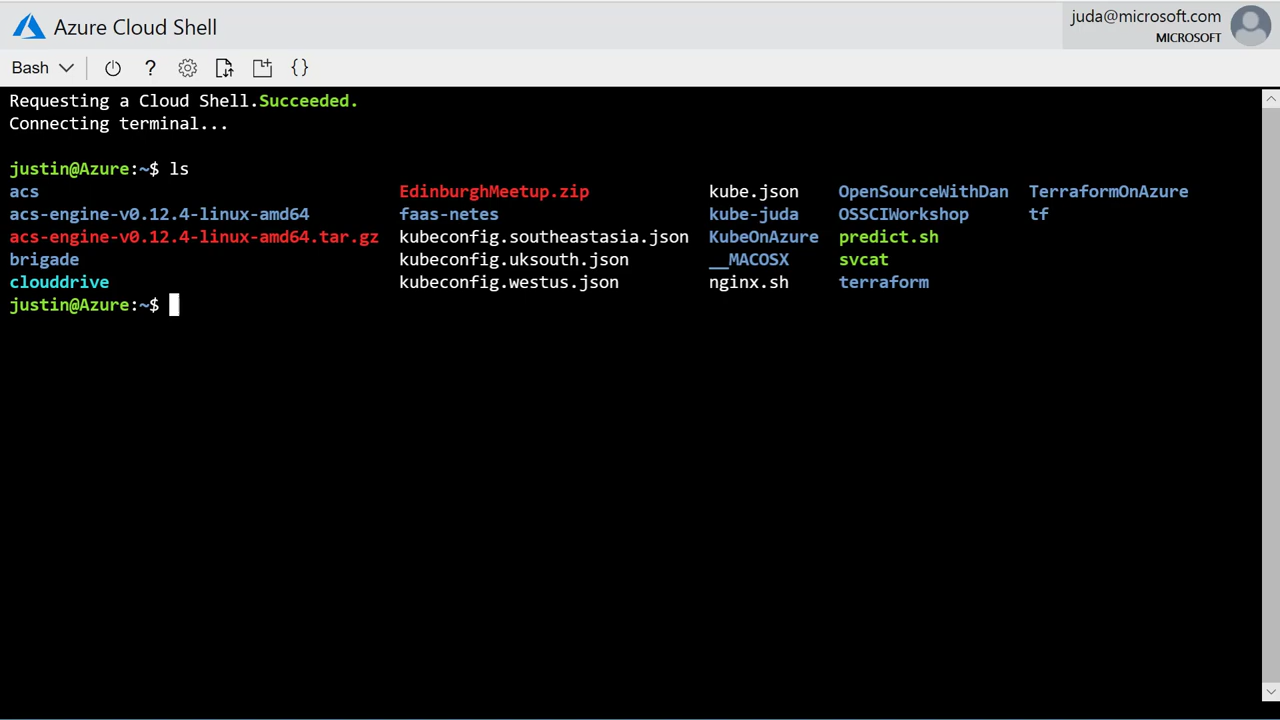 Azure Cloud Shell
juda@microsoft.com
MICROSOFT
Bash
Requesting a Cloud Shell.Succeeded.
Connecting terminal...
justin@Azure:~$ ls
acs EdinburghMeetup.zip kube.json OpenSourceWithDan TerraformOnAzure
acs-engine-v0.12.4-linux-amd64 faas-netes kube-juda OSSCIWorkshop tf
acs-engine-v0.12.4-linux-amd64.tar.gz kubeconfig.southeastasia.json KubeOnAzure predict.sh
brigade kubeconfig.uksouth.json __MACOSX svcat
clouddrive kubeconfig.westus.json nginx.sh terraform
justin@Azure:~$